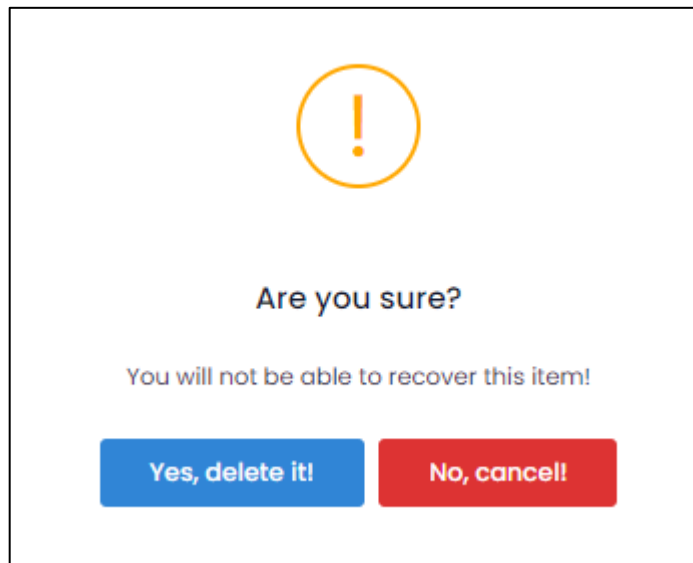 !
Are you sure?
You will not be able to recover this item!
Yes, delete it!
No, cancel!